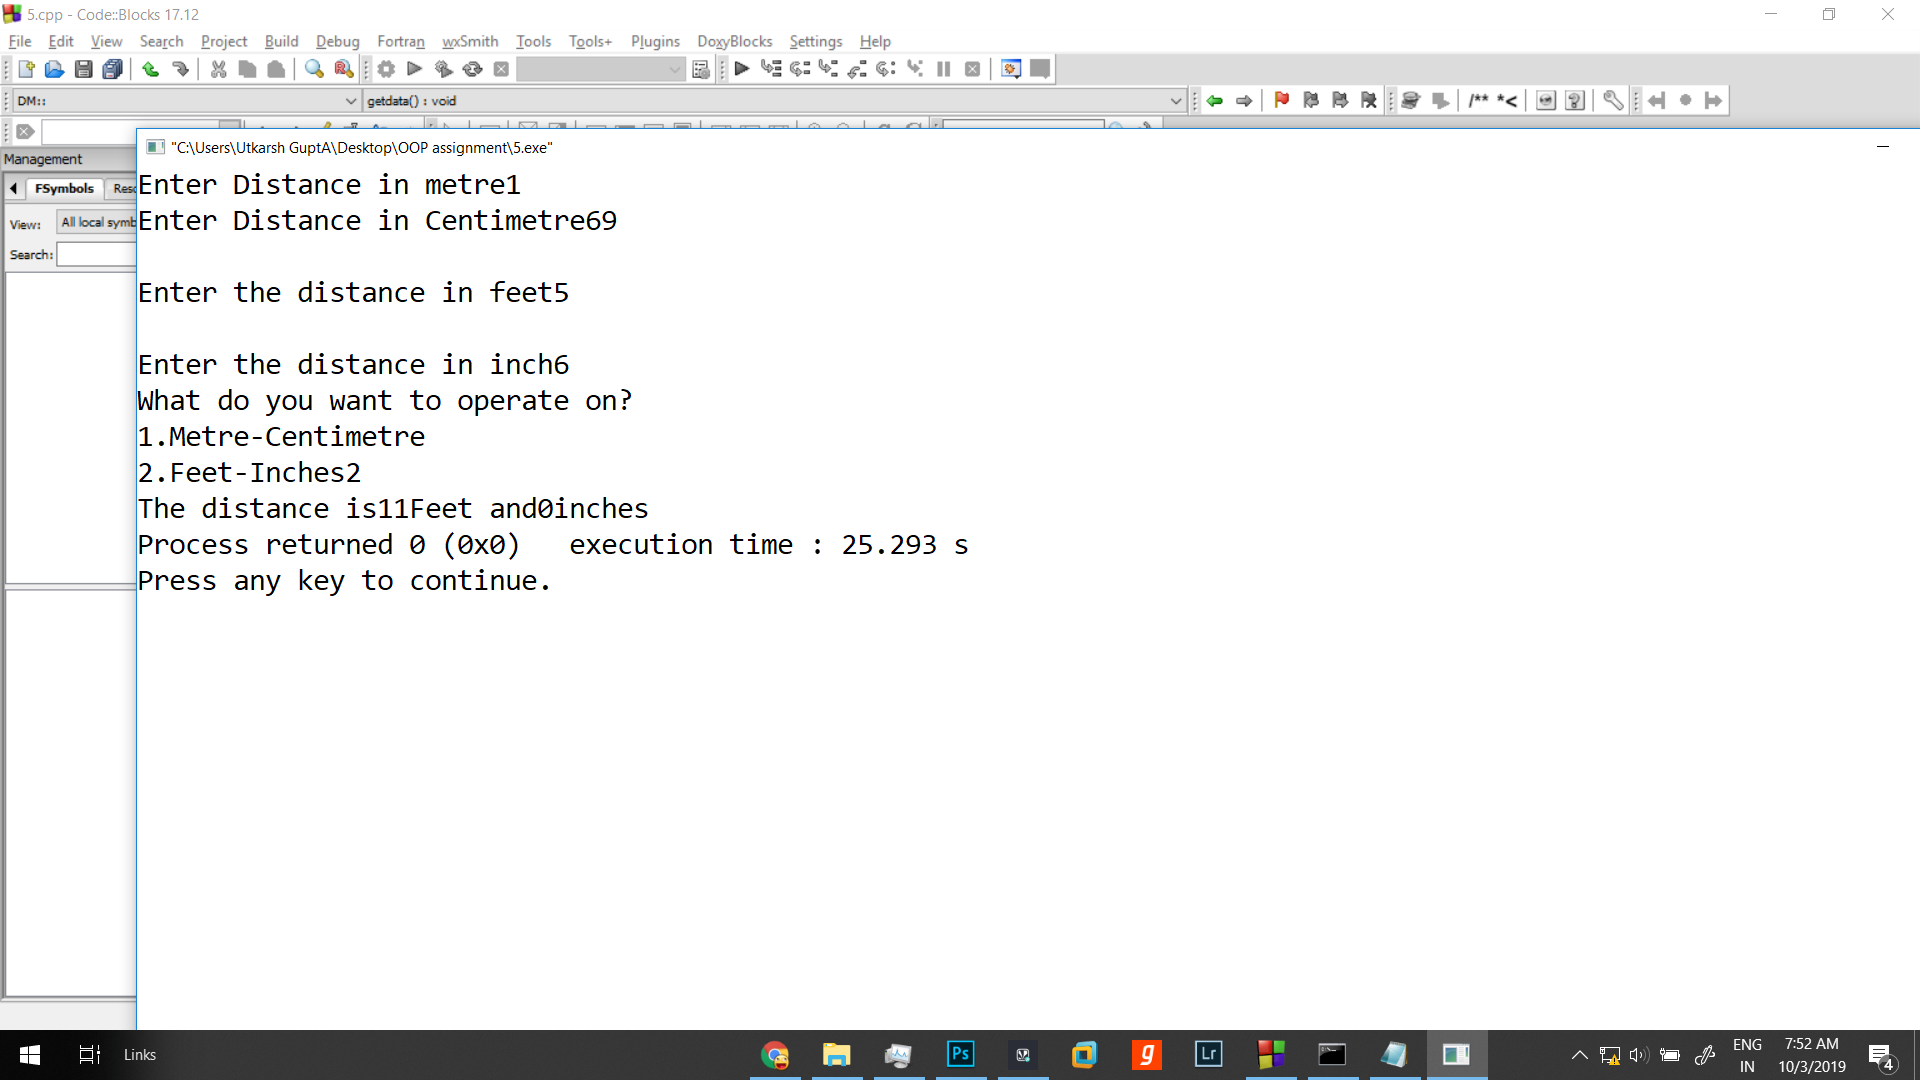 5.cpp - Code::Blocks 17.12
File Edit View Search Project Build Debug Fortran wxSmith Tools Tools+ Plugins DoxyBlocks Settings Help
DM:: getdata() : void
/** *<
Management
"C:\Users\Utkarsh GuptA\Desktop\OOP assignment\5.exe"
FSymbols Reso
View: All local symb
Search:
Enter Distance in metre1
Enter Distance in Centimetre69
Enter the distance in feet5
Enter the distance in inch6
What do you want to operate on?
1.Metre-Centimetre
2.Feet-Inches2
The distance is11Feet and0inches
Process returned 0 (0x0)   execution time : 25.293 s
Press any key to continue.
Links
Ps
g
Lr
ENG
IN
7:52 AM
10/3/2019
4